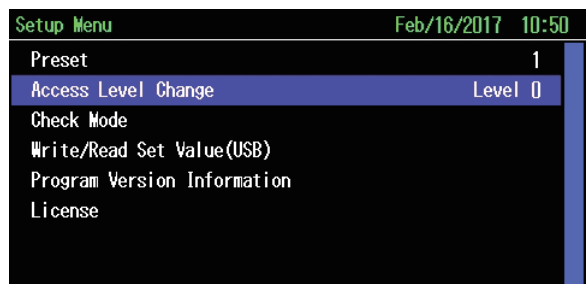 Setup Menu Feb/16/2017 10:50
Preset 1
Access Level Change Level 0
Check Mode
Write/Read Set Value(USB)
Program Version Information
License